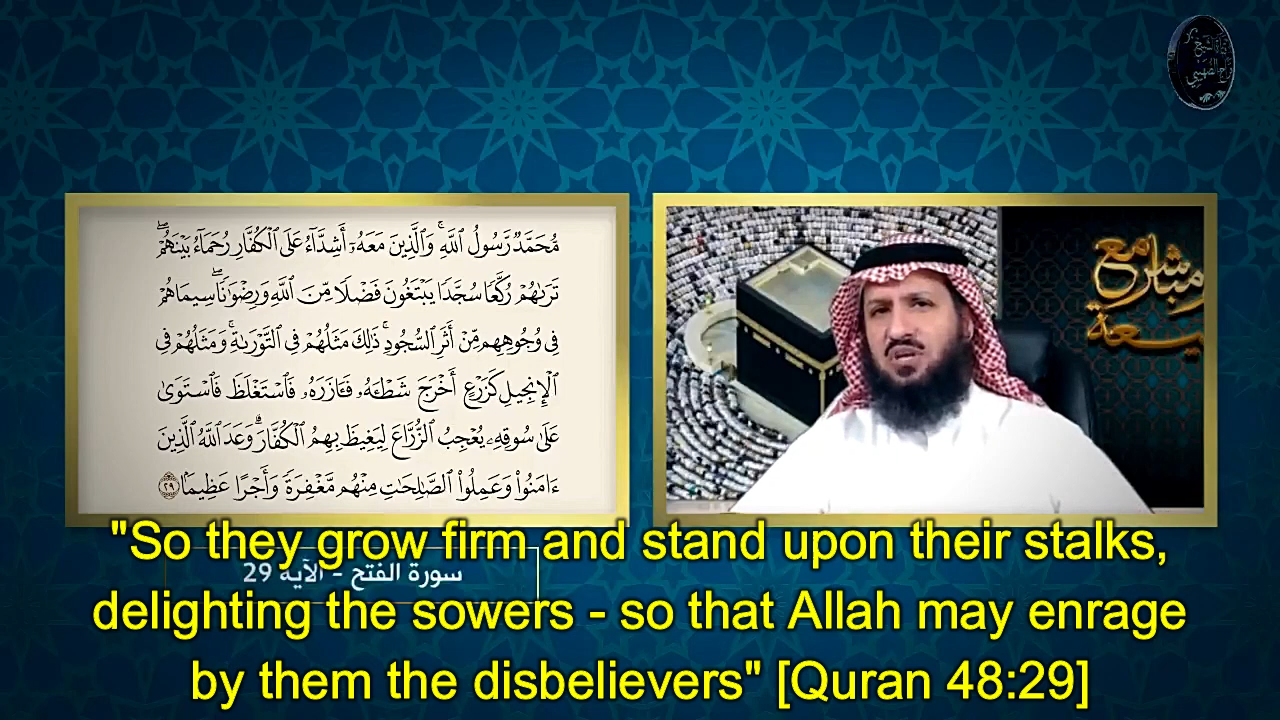 مُّحَمَّدٌ رَّسُولُ ٱللَّهِ ۚ وَٱلَّذِينَ مَعَهُۥٓ أَشِدَّآءُ عَلَى ٱلْكُفَّارِ رُحَمَآءُ بَيْنَهُمْ ۖ
تَرَىٰهُمْ رُكَّعًا سُجَّدًا يَبْتَغُونَ فَضْلًا مِّنَ ٱللَّهِ وَرِضْوَٰنًا ۖ سِيمَاهُمْ
فِى وُجُوهِهِم مِّنْ أَثَرِ ٱلسُّجُودِ ۚ ذَٰلِكَ مَثَلُهُمْ فِى ٱلتَّوْرَىٰةِ ۚ وَمَثَلُهُمْ فِى
ٱلْإِنجِيلِ كَزَرْعٍ أَخْرَجَ شَطْـَٔهُۥ فَـَٔازَرَهُۥ فَٱسْتَغْلَظَ فَٱسْتَوَىٰ
عَلَىٰ سُوقِهِۦ يُعْجِبُ ٱلزُّرَّاعَ لِيَغِيظَ بِهِمُ ٱلْكُفَّارَ ۗ وَعَدَ ٱللَّهُ ٱلَّذِينَ
ءَامَنُوا۟ وَعَمِلُوا۟ ٱلصَّٰلِحَٰتِ مِنْهُم مَّغْفِرَةً وَأَجْرًا عَظِيمًۢا ٢٩
مع
"So they grow firm and stand upon their stalks,
سورة الفتح - الآية 29
delighting the sowers - so that Allah may enrage
by them the disbelievers" [Quran 48:29]